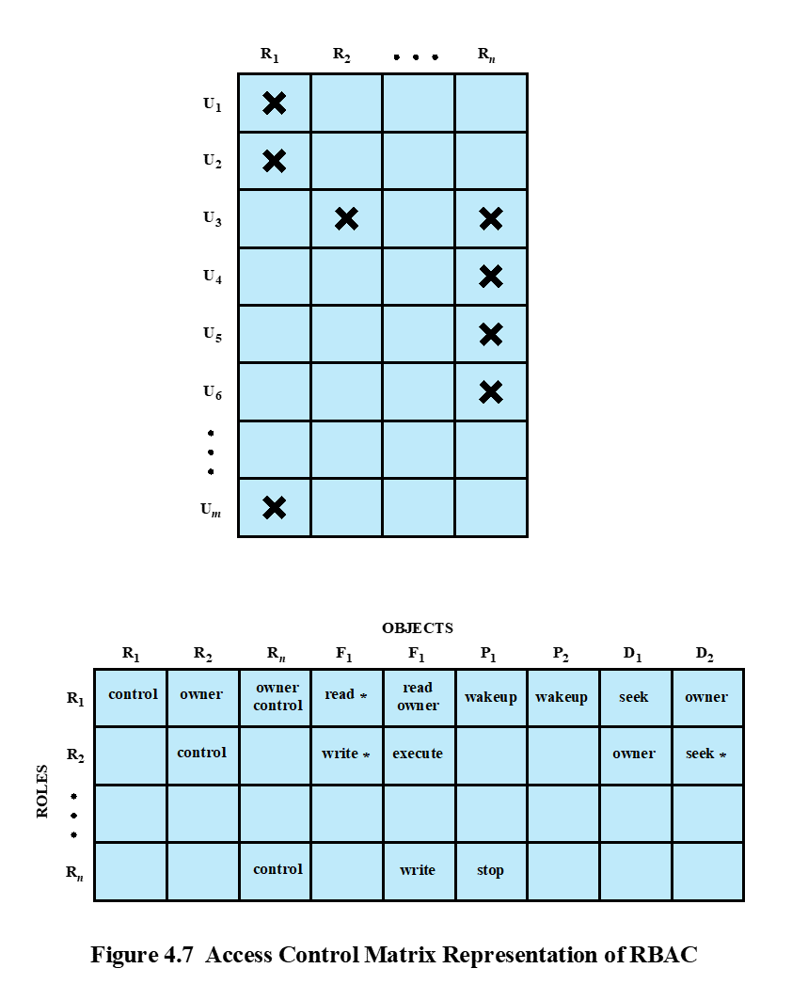 R1 R2 • • • Rn
U1
U2
U3
U4
U5
U6
•
•
•
Um
OBJECTS
R1 R2 Rn F1 F1 P1 P2 D1 D2
ROLES
R1 control owner owner control read * read owner wakeup wakeup seek owner
R2 control write * execute owner seek *
•
•
•
Rn control write stop
Figure 4.7 Access Control Matrix Representation of RBAC